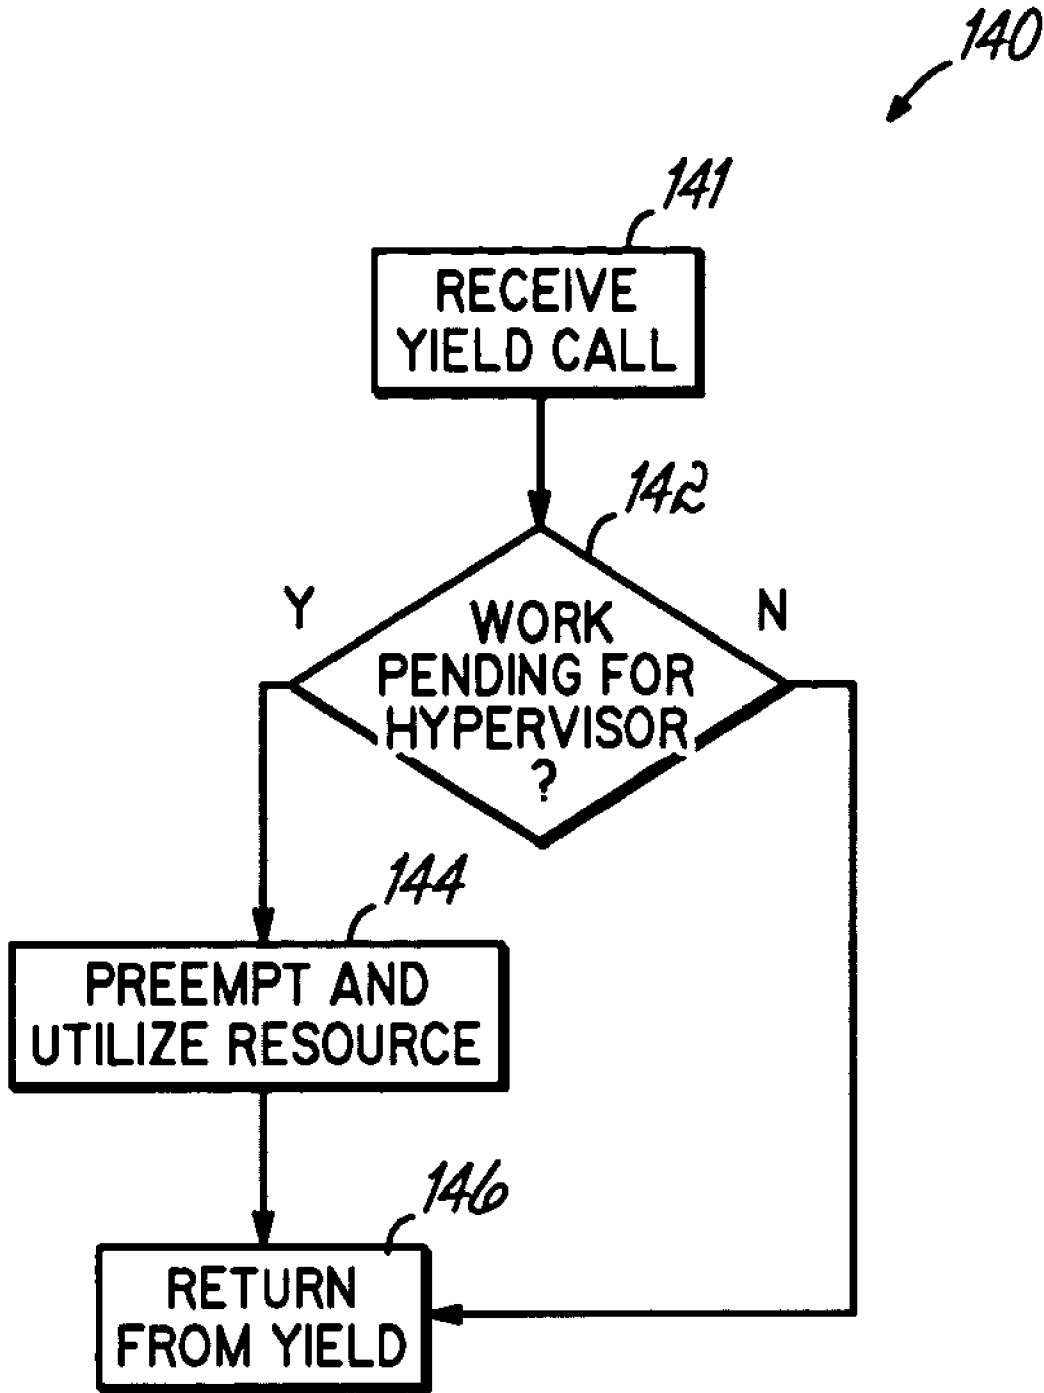 140
141
RECEIVE
YIELD CALL
142
Y
N
WORK
PENDING FOR
HYPERVISOR
?
144
PREEMPT AND
UTILIZE RESOURCE
146
RETURN
FROM YIELD